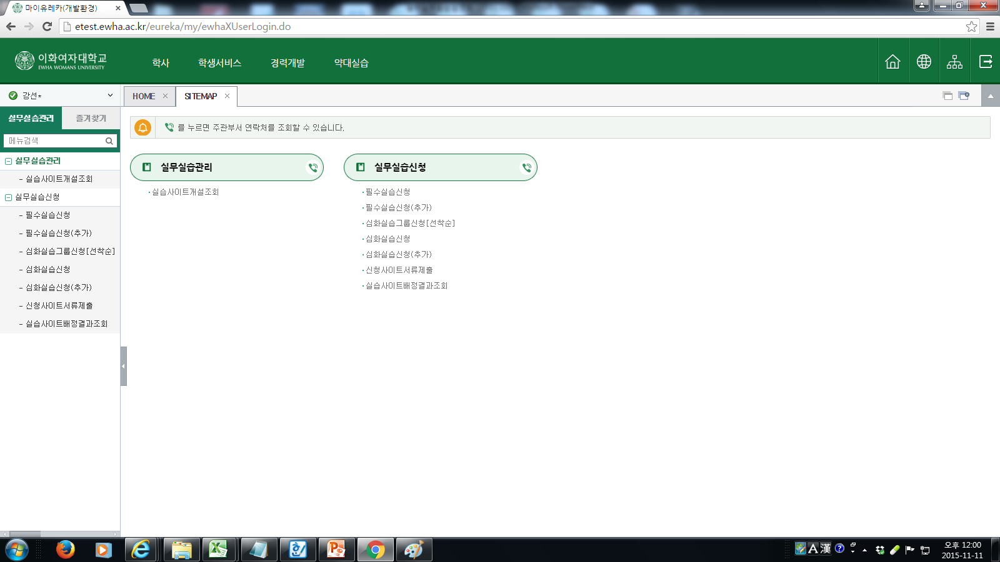 마이유레카(개발환경)
etest.ewha.ac.kr/eureka/my/ewhaXUserLogin.do
이화여자대학교
EWHA WOMANS UNIVERSITY
학사 학생서비스 경력개발 약대실습
강선*
HOME SITEMAP
실무실습관리 즐겨찾기
를 누르면 주관부서 연락처를 조회할 수 있습니다.
메뉴검색
실무실습관리
- 실습사이트개설조회
실무실습신청
- 필수실습신청
- 필수실습신청(추가)
- 심화실습그룹신청[선착순]
- 심화실습신청
- 심화실습신청(추가)
- 신청사이트서류제출
- 실습사이트배정결과조회
실무실습관리
·실습사이트개설조회
실무실습신청
·필수실습신청
·필수실습신청(추가)
·심화실습그룹신청[선착순]
·심화실습신청
·심화실습신청(추가)
·신청사이트서류제출
·실습사이트배정결과조회
A 漢
오후 12:00
2015-11-11